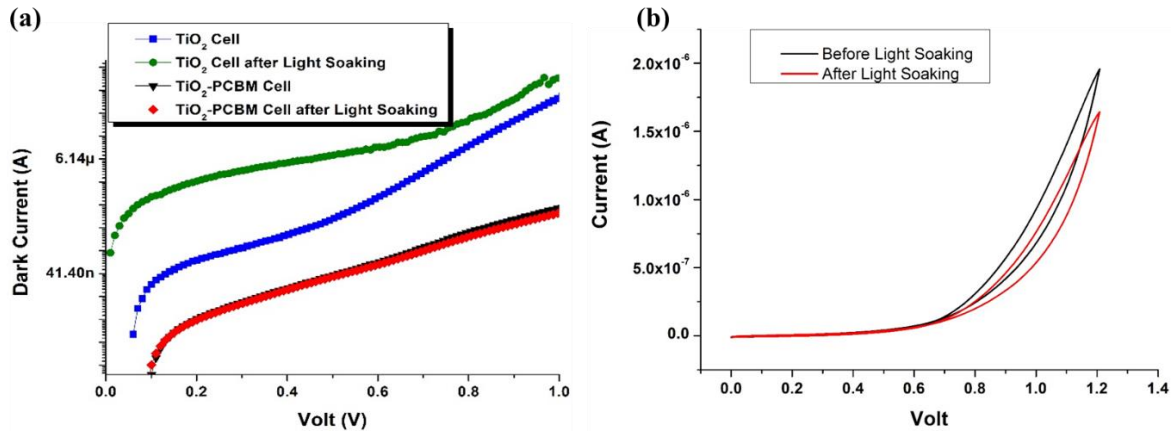 (a)
TiO2 Cell
TiO2 Cell after Light Soaking
TiO2-PCBM Cell
TiO2-PCBM Cell after Light Soaking
Dark Current (A)
6.14µ
41.40n
0.0 0.2 0.4 0.6 0.8 1.0
Volt (V)
(b)
Before Light Soaking
After Light Soaking
Current (A)
2.0x10-6
1.5x10-6
1.0x10-6
5.0x10-7
0.0
0.0 0.2 0.4 0.6 0.8 1.0 1.2 1.4
Volt